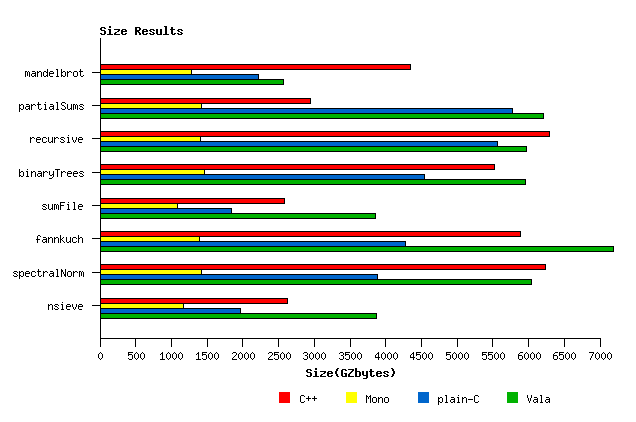 Size Results
mandelbrot
partialSums
recursive
binaryTrees
sumFile
fannkuch
spectralNorm
nsieve
0 500 1000 1500 2000 2500 3000 3500 4000 4500 5000 5500 6000 6500 7000
Size(GZbytes)
C++ Mono plain-C Vala